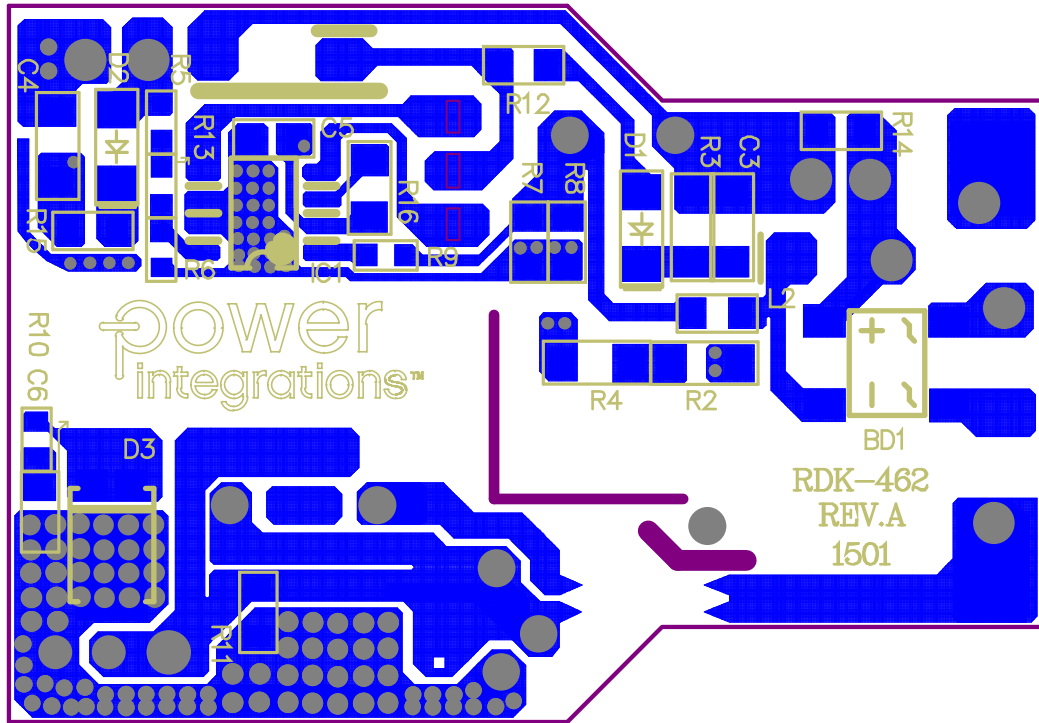 C4
D2
R5
R13
C5
R12
R7
R8
D1
R3
C3
R14
R15
R16
R6
IC1
R9
L2
power
integrations™
R10
C6
R4
R2
BD1
D3
RDK-462
REV.A
1501
R11